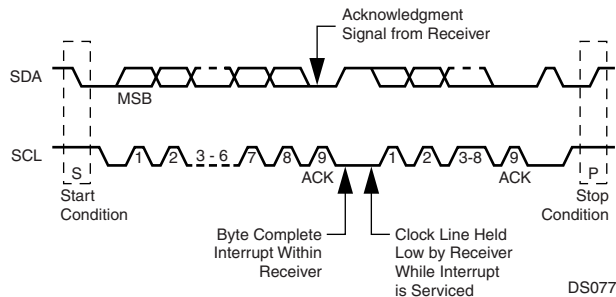 Acknowledgment
Signal from Receiver
SDA
MSB
SCL
S
1
2
3 - 6
7
8
9
1
2
3-8
9
P
ACK
ACK
Start
Condition
Stop
Condition
Byte Complete
Interrupt Within
Receiver
Clock Line Held
Low by Receiver
While Interrupt
is Serviced
DS077